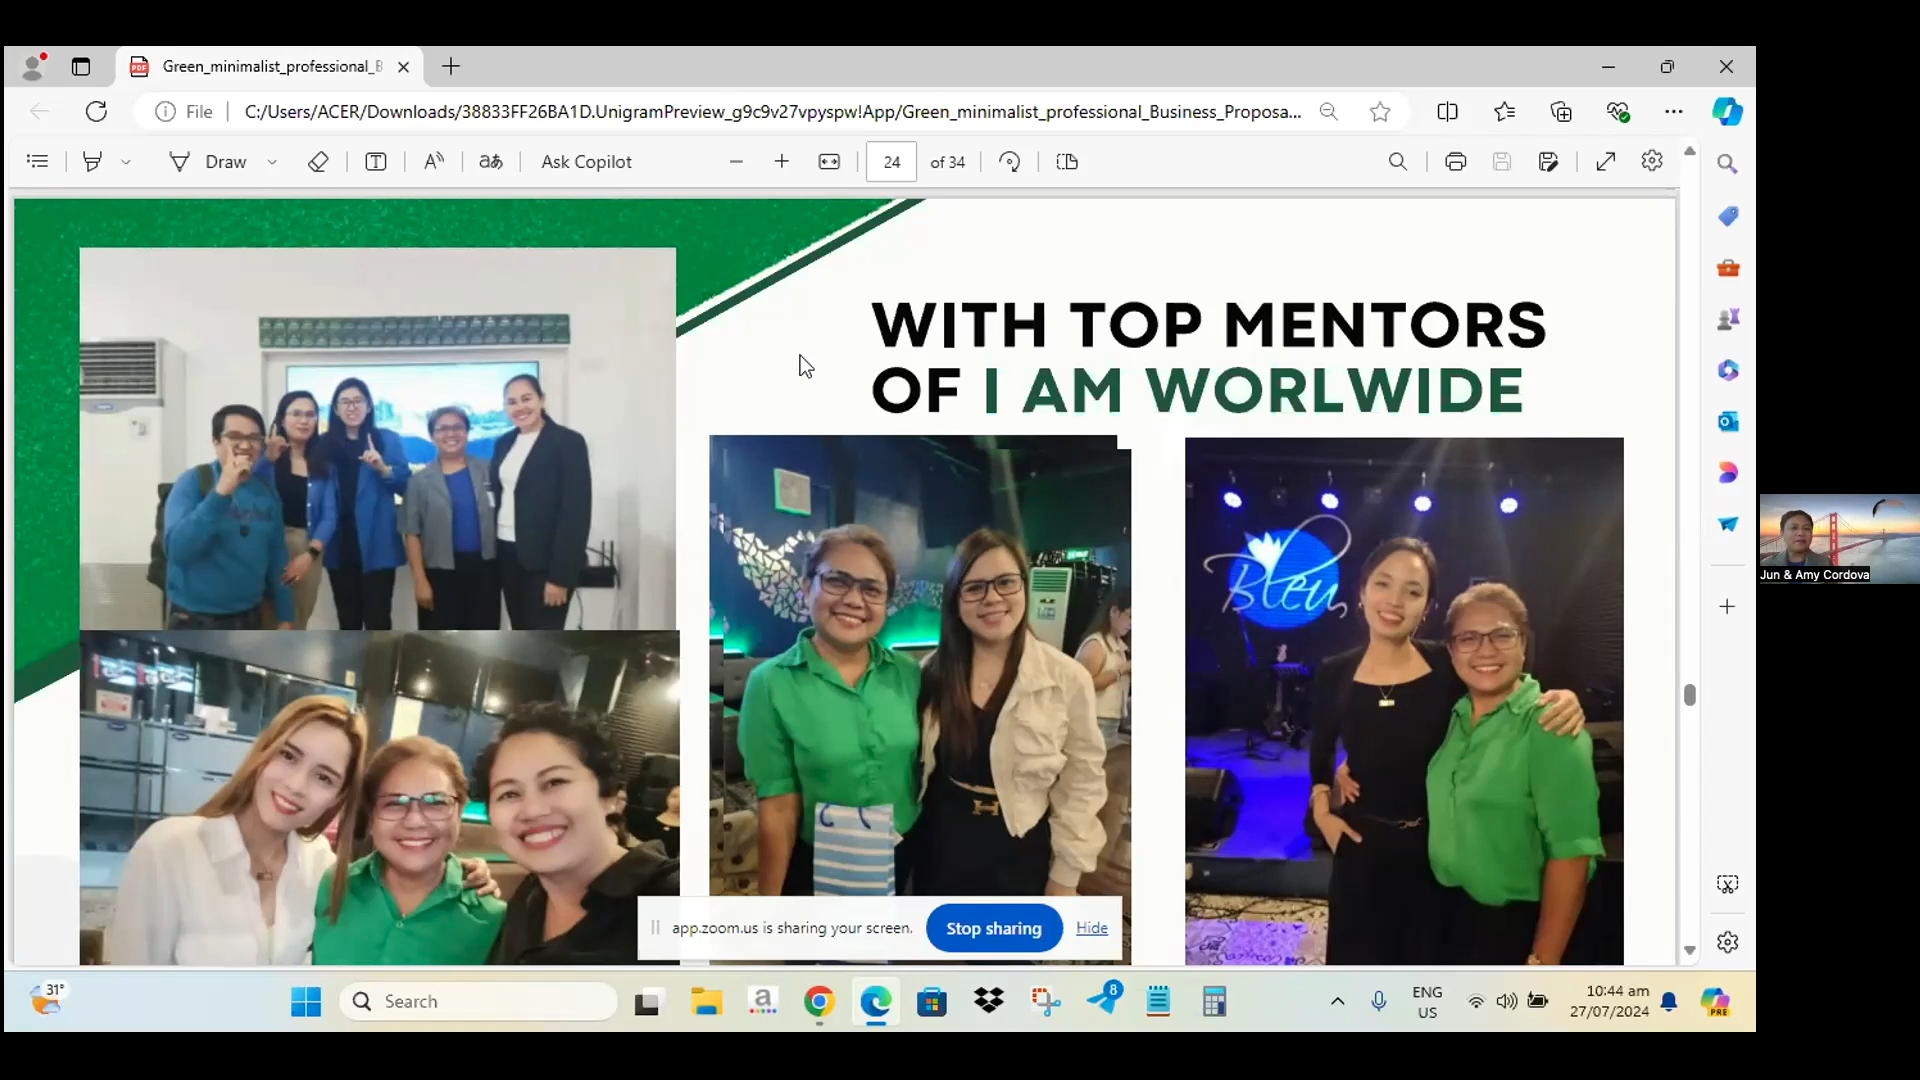 Green_minimalist_professional_B
File
C:/Users/ACER/Downloads/38833FF26BA1D.UnigramPreview_g9c9v27vpyspw!App/Green_minimalist_professional_Business_Proposa...
Draw
Ask Copilot
24
of 34
WITH TOP MENTORS
OF I AM WORLWIDE
Bleu
Jun & Amy Cordova
app.zoom.us is sharing your screen.
Stop sharing
Hide
31°
Search
8
ENG
US
10:44 am
27/07/2024
PRE